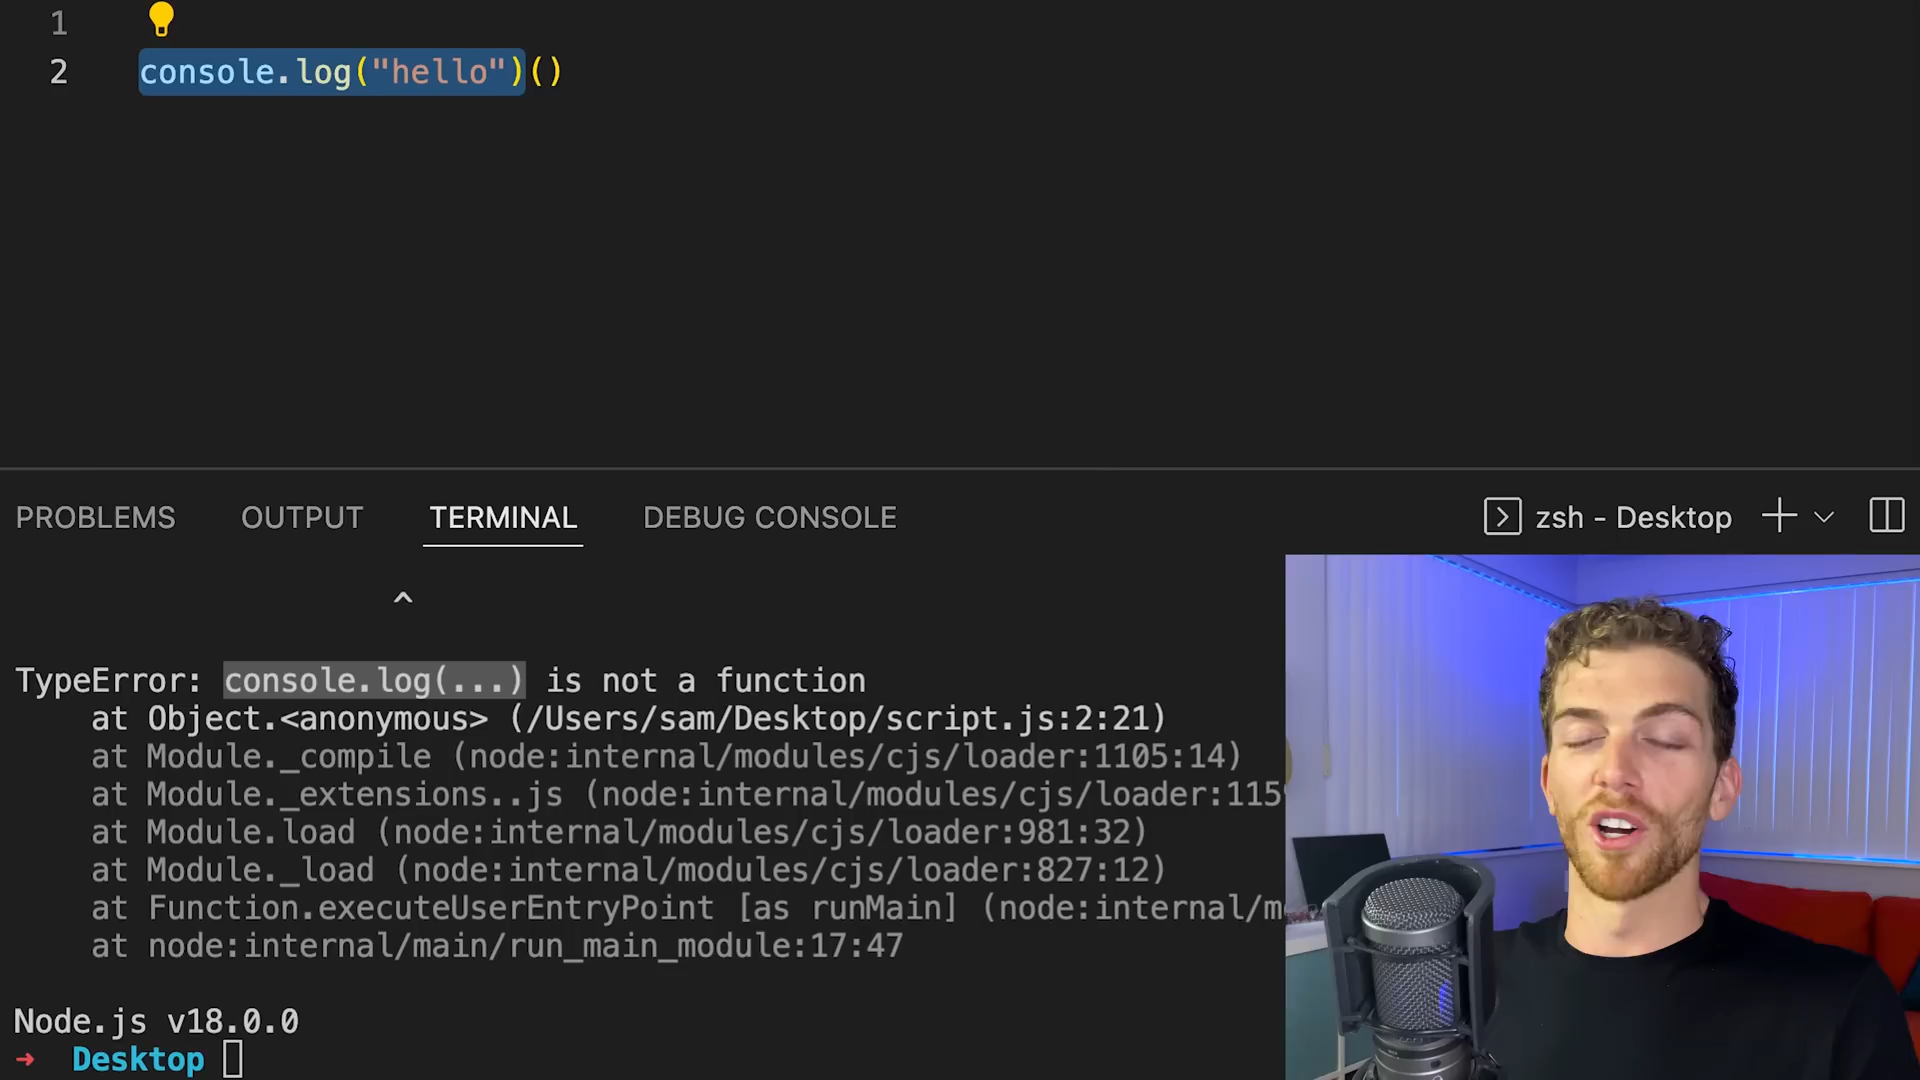 1
2 console.log("hello")()
PROBLEMS OUTPUT TERMINAL DEBUG CONSOLE zsh - Desktop
^
TypeError: console.log(...) is not a function
at Object.<anonymous> (/Users/sam/Desktop/script.js:2:21)
at Module._compile (node:internal/modules/cjs/loader:1105:14)
at Module._extensions..js (node:internal/modules/cjs/loader:115
at Module.load (node:internal/modules/cjs/loader:981:32)
at Module._load (node:internal/modules/cjs/loader:827:12)
at Function.executeUserEntryPoint [as runMain] (node:internal/m
at node:internal/main/run_main_module:17:47
Node.js v18.0.0
→ Desktop